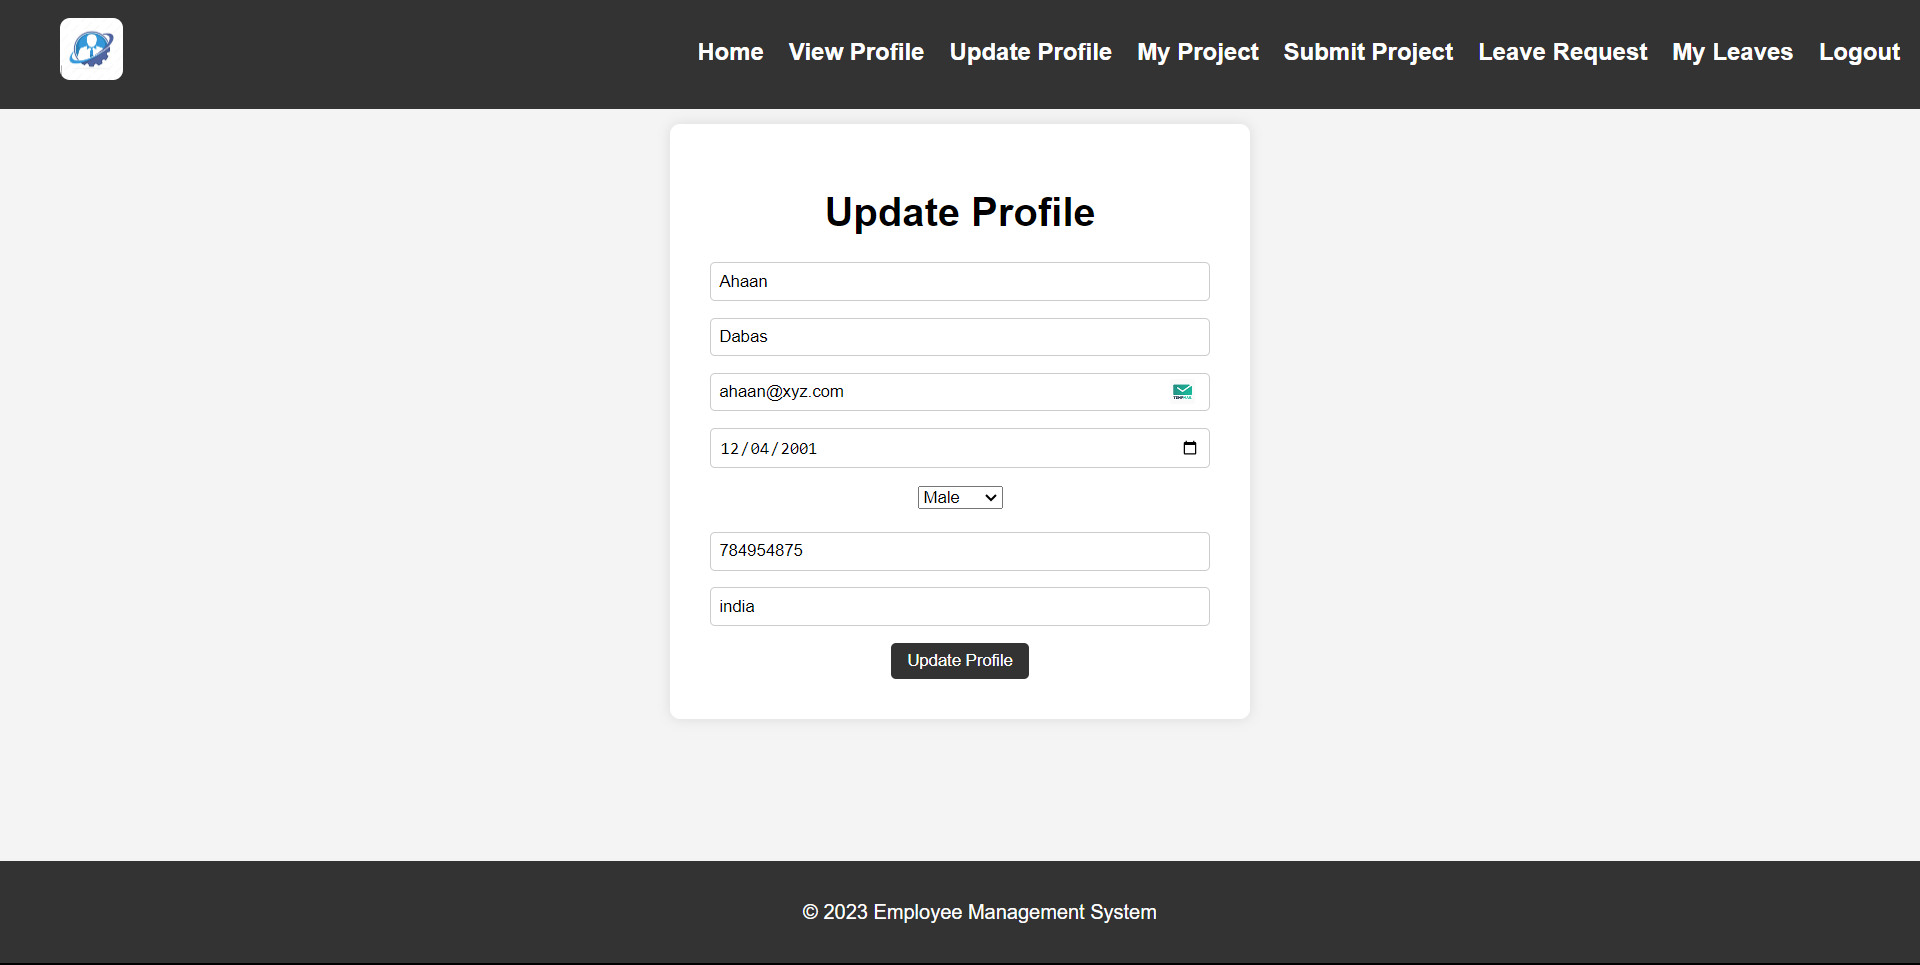 Home View Profile Update Profile My Project Submit Project Leave Request My Leaves Logout
Update Profile
Ahaan
Dabas
ahaan@xyz.com
12/04/2001
Male
784954875
india
Update Profile
© 2023 Employee Management System